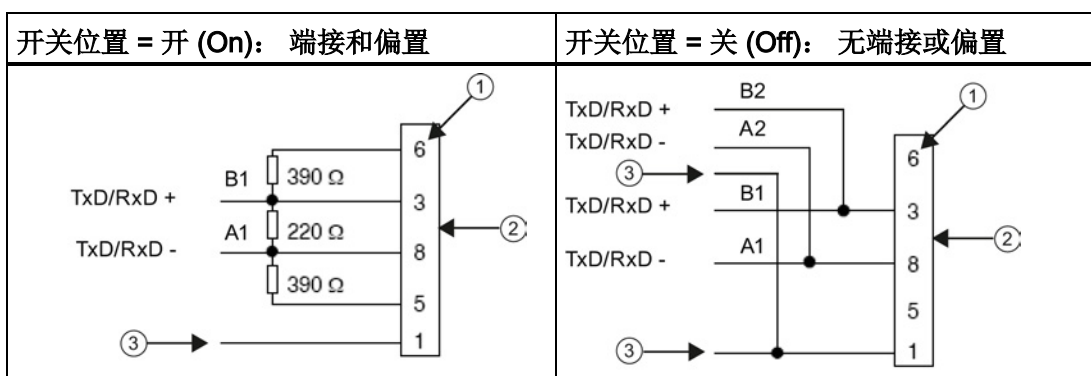 开关位置 = 开 (On)： 端接和偏置
①
6
B1
390 Ω
TxD/RxD +
3
A1
220 Ω
②
TxD/RxD -
8
390 Ω
5
③
1
开关位置 = 关 (Off)： 无端接或偏置
B2
①
TxD/RxD +
A2
TxD/RxD -
6
③
B1
TxD/RxD +
3
②
A1
TxD/RxD -
8
5
③
1